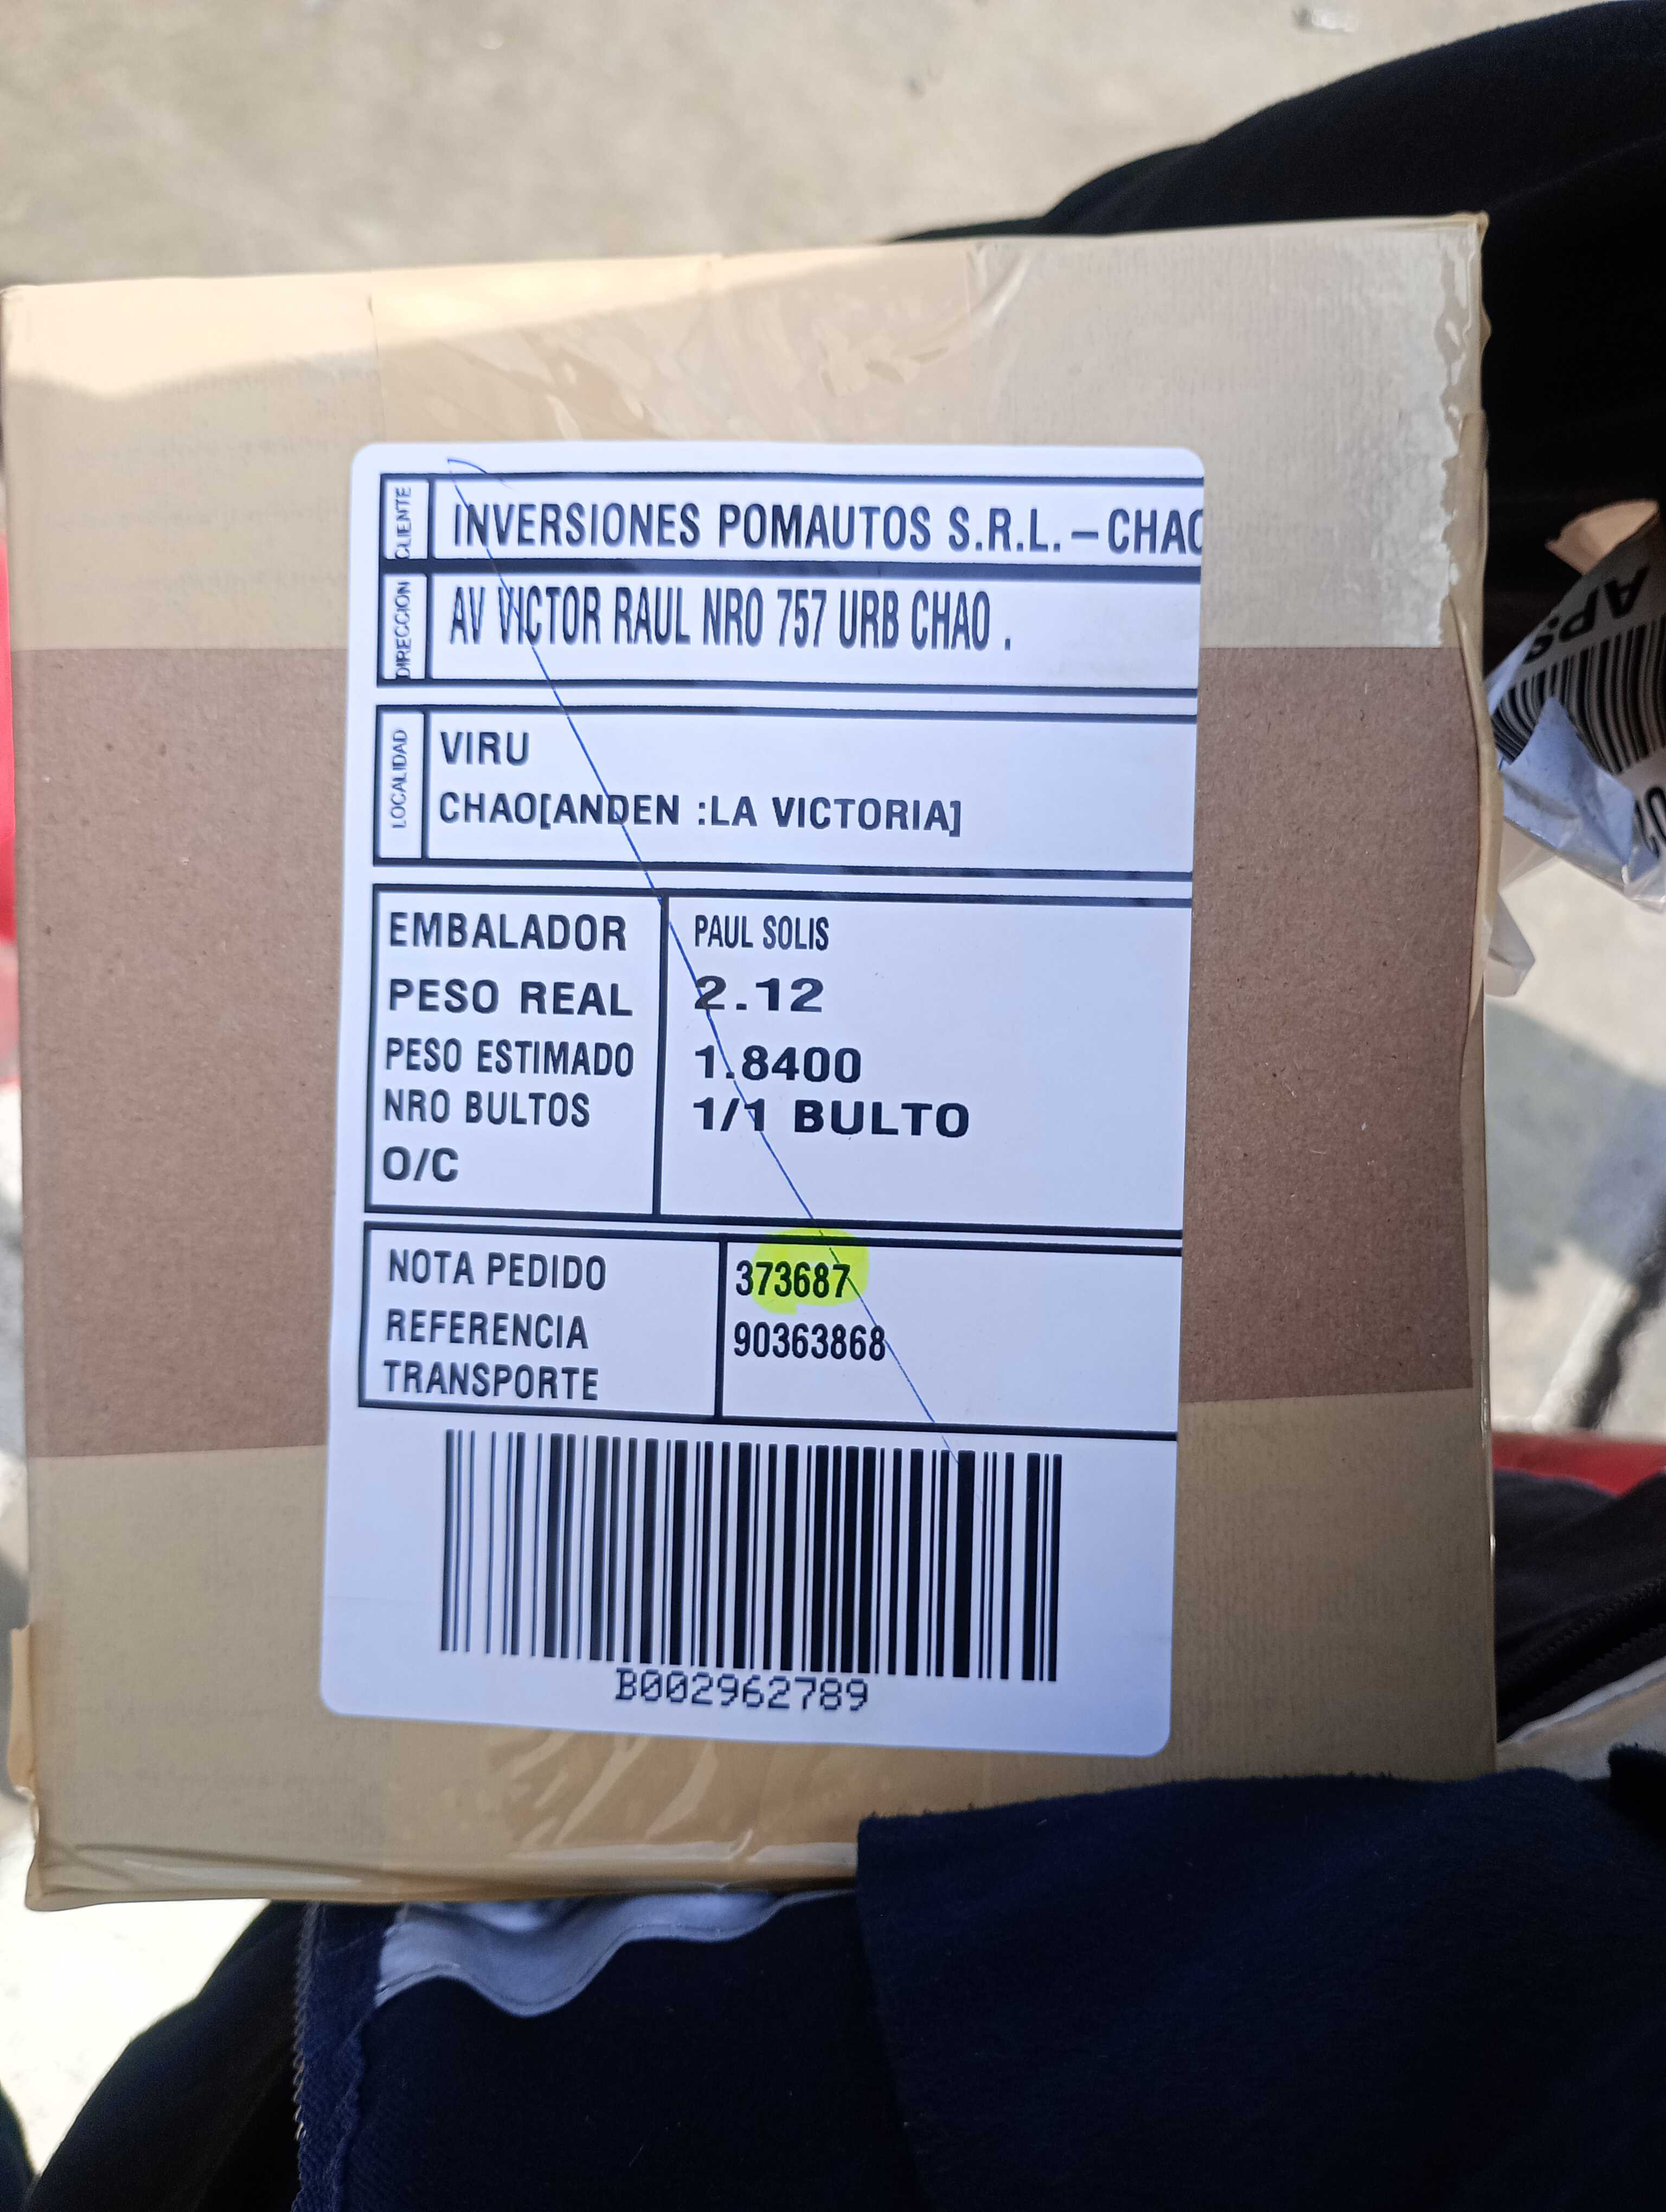 CLIENTE
INVERSIONES POMAUTOS S.R.L. – CHAO
DIRECCION
AV VICTOR RAUL NRO 757 URB CHAO .
LOCALIDAD
VIRU
CHAO[ANDEN :LA VICTORIA]
EMBALADOR PAUL SOLIS
PESO REAL 2.12
PESO ESTIMADO 1.8400
NRO BULTOS 1/1 BULTO
O/C
NOTA PEDIDO 373687
REFERENCIA 90363868
TRANSPORTE
B002962789